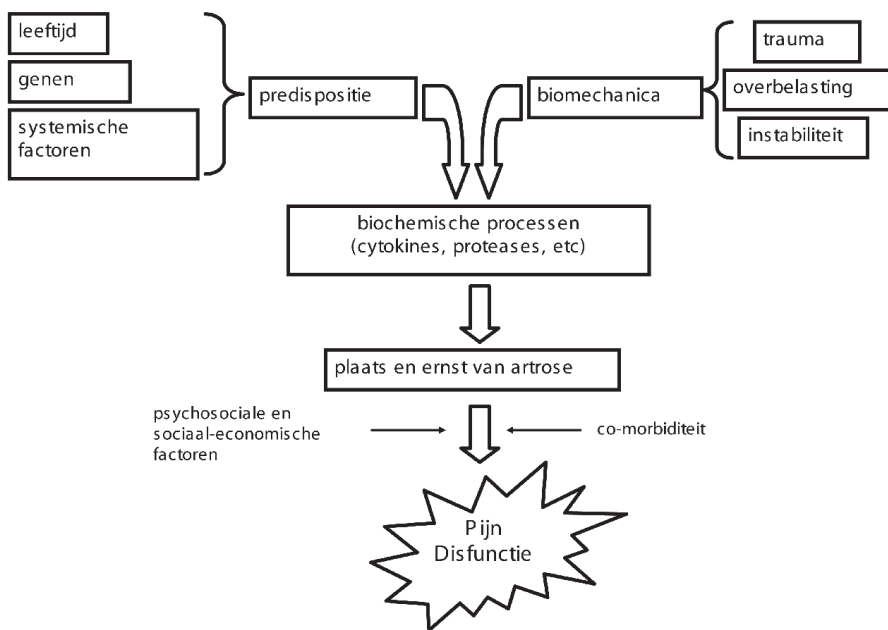 leeftijd
genen
systemische
factoren
predispositie
biomechanica
trauma
overbelasting
instabiliteit
biochemische processen
(cytokines, proteases, etc)
plaats en ernst van artrose
psychosociale en
sociaal-economische
factoren
co-morbiditeit
Pijn
Disfunctie